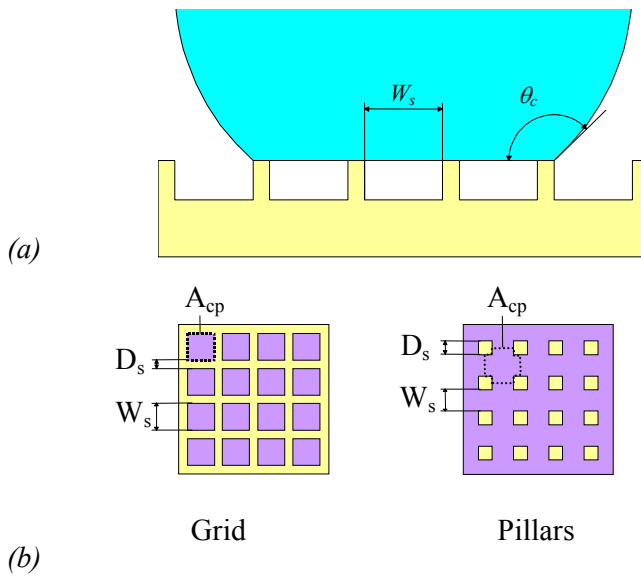 W_s
θ_c
(a)
A_cp
A_cp
D_s
D_s
W_s
W_s
Grid
Pillars
(b)